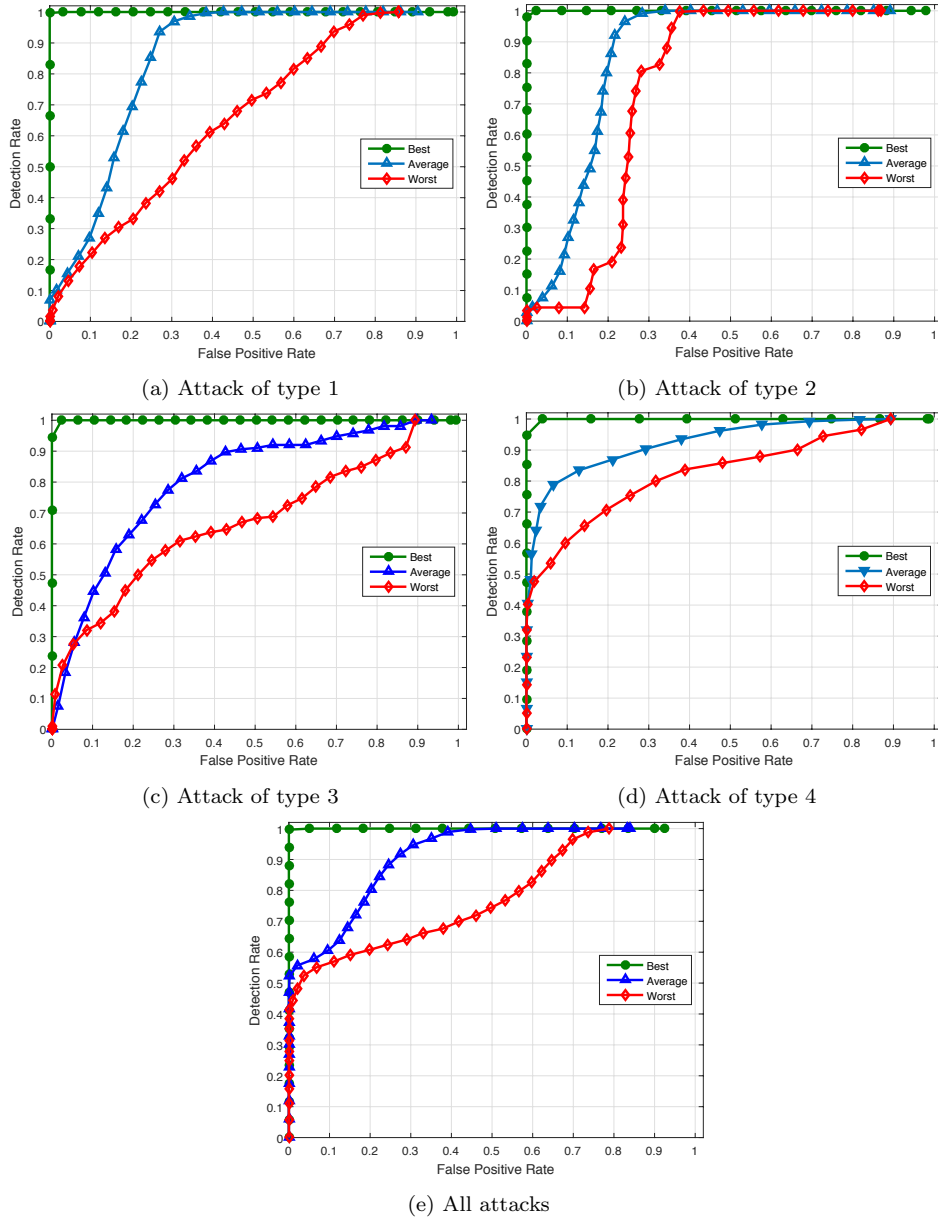 1
0.9
0.8
0.7
0.6
0.5
0.4
0.3
0.2
0.1
0
Detection Rate
Best
Average
Worst
0 0.1 0.2 0.3 0.4 0.5 0.6 0.7 0.8 0.9 1
False Positive Rate
(a) Attack of type 1
1
0.9
0.8
0.7
0.6
0.5
0.4
0.3
0.2
0.1
0
Detection Rate
Best
Average
Worst
0 0.1 0.2 0.3 0.4 0.5 0.6 0.7 0.8 0.9 1
False Positive Rate
(b) Attack of type 2
1
0.9
0.8
0.7
0.6
0.5
0.4
0.3
0.2
0.1
0
Detection Rate
Best
Average
Worst
0 0.1 0.2 0.3 0.4 0.5 0.6 0.7 0.8 0.9 1
False Positive Rate
(c) Attack of type 3
1
0.9
0.8
0.7
0.6
0.5
0.4
0.3
0.2
0.1
0
Detection Rate
Best
Average
Worst
0 0.1 0.2 0.3 0.4 0.5 0.6 0.7 0.8 0.9 1
False Positive Rate
(d) Attack of type 4
1
0.9
0.8
0.7
0.6
0.5
0.4
0.3
0.2
0.1
0
Detection Rate
Best
Average
Worst
0 0.1 0.2 0.3 0.4 0.5 0.6 0.7 0.8 0.9 1
False Positive Rate
(e) All attacks